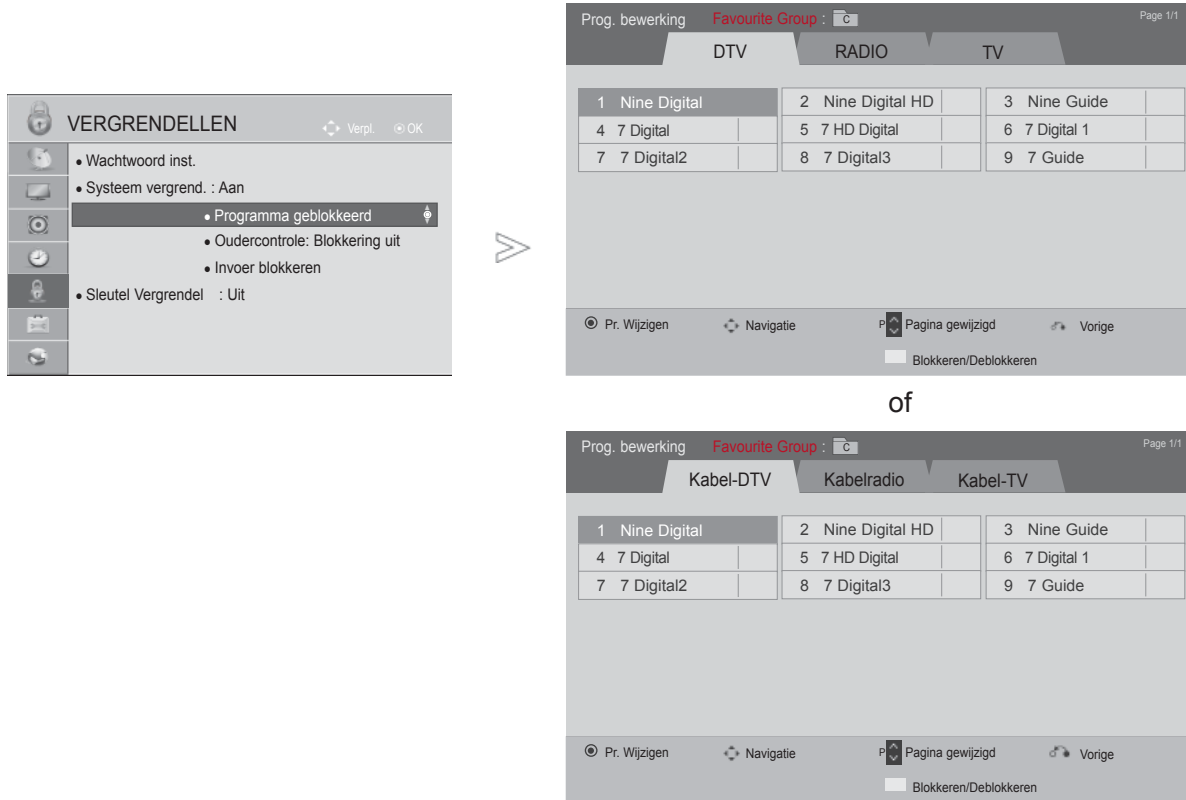 VERGRENDELLEN Verpl. OK
• Wachtwoord inst.
• Systeem vergrend. : Aan
• Programma geblokkeerd
• Oudercontrole: Blokkering uit
• Invoer blokkeren
• Sleutel Vergrendel : Uit
Prog. bewerking Favourite Group : C Page 1/1
DTV RADIO TV
1 Nine Digital 2 Nine Digital HD 3 Nine Guide
4 7 Digital 5 7 HD Digital 6 7 Digital 1
7 7 Digital2 8 7 Digital3 9 7 Guide
Pr. Wijzigen Navigatie P Pagina gewijzigd Vorige
Blokkeren/Deblokkeren
of
Prog. bewerking Favourite Group : C Page 1/1
Kabel-DTV Kabelradio Kabel-TV
1 Nine Digital 2 Nine Digital HD 3 Nine Guide
4 7 Digital 5 7 HD Digital 6 7 Digital 1
7 7 Digital2 8 7 Digital3 9 7 Guide
Pr. Wijzigen Navigatie P Pagina gewijzigd Vorige
Blokkeren/Deblokkeren